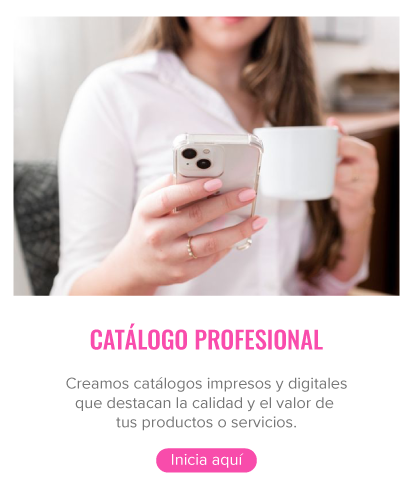 CATÁLOGO PROFESIONAL
Creamos catálogos impresos y digitales
que destacan la calidad y el valor de
tus productos o servicios.
Inicia aquí